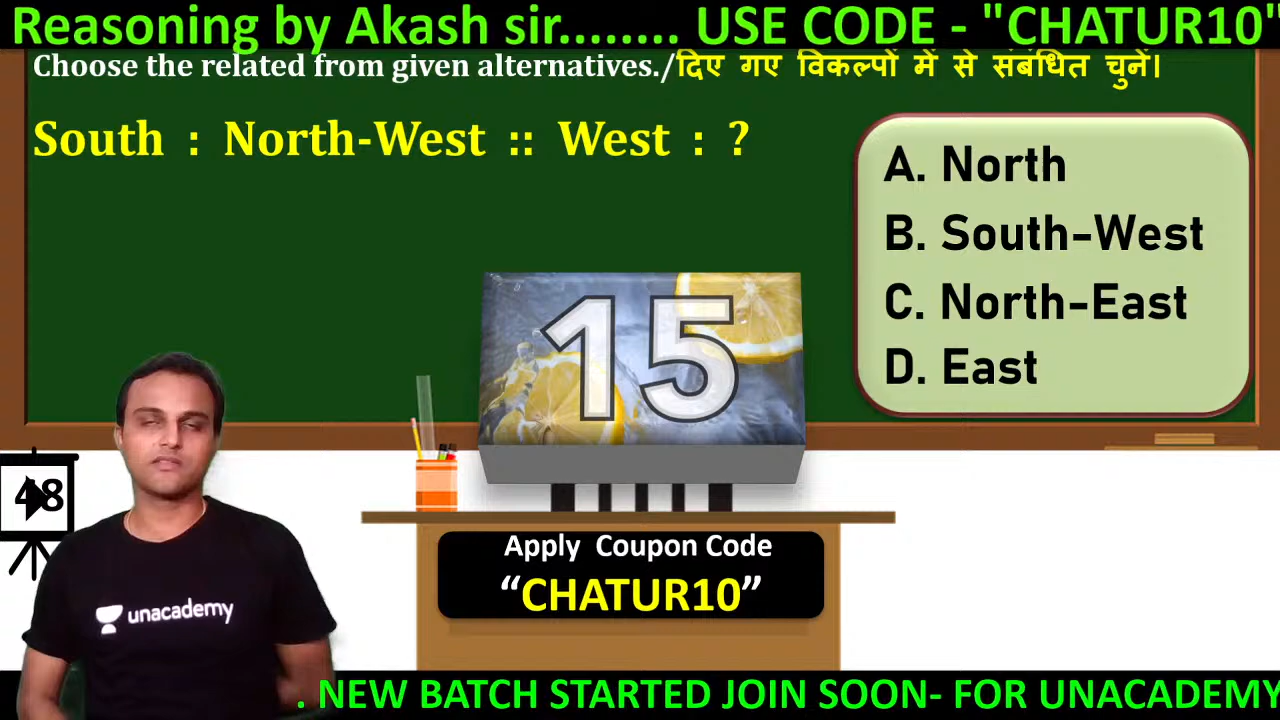 Reasoning by Akash sir........ USE CODE - "CHATUR10"
Choose the related from given alternatives./दिए गए विकल्पों में से संबंधित चुनें।
South : North-West :: West : ?
A. North
B. South-West
C. North-East
D. East
15
48
unacademy
Apply Coupon Code
“CHATUR10”
. NEW BATCH STARTED JOIN SOON- FOR UNACADEMY